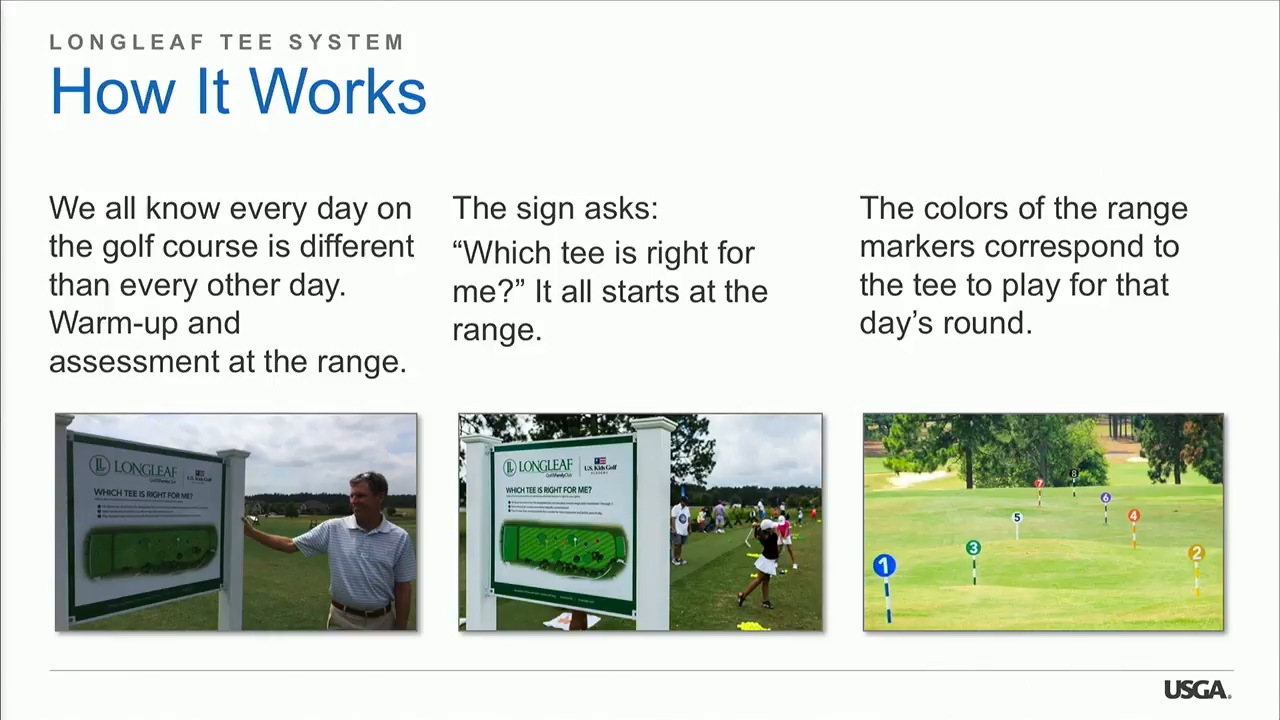 LONGLEAF TEE SYSTEM
How It Works
We all know every day on
the golf course is different
than every other day.
Warm-up and
assessment at the range.
The sign asks:
“Which tee is right for
me?” It all starts at the
range.
The colors of the range
markers correspond to
the tee to play for that
day’s round.
LONGLEAF
U.S. Kids Golf
WHICH TEE IS RIGHT FOR ME?
LONGLEAF
U.S. Kids Golf
ACADEMY
WHICH TEE IS RIGHT FOR ME?
8
7
6
5
4
3
2
1
USGA